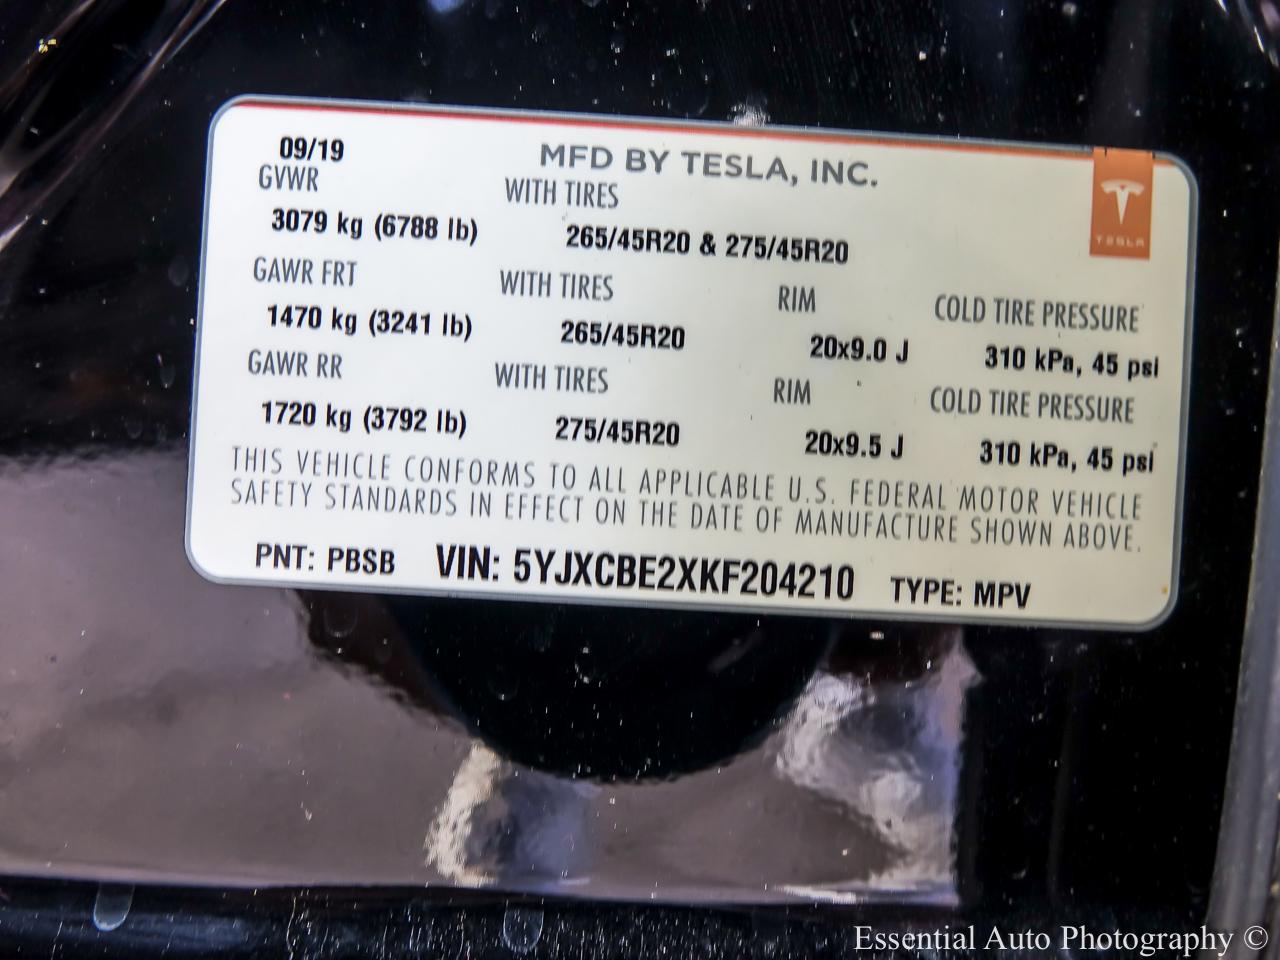 09/19 MFD BY TESLA, INC.
GVWR WITH TIRES
3079 kg (6788 lb) 265/45R20 & 275/45R20
TESLA
GAWR FRT WITH TIRES RIM COLD TIRE PRESSURE
1470 kg (3241 lb) 265/45R20 20x9.0 J 310 kPa, 45 psi
GAWR RR WITH TIRES RIM COLD TIRE PRESSURE
1720 kg (3792 lb) 275/45R20 20x9.5 J 310 kPa, 45 psi
THIS VEHICLE CONFORMS TO ALL APPLICABLE U.S. FEDERAL MOTOR VEHICLE
SAFETY STANDARDS IN EFFECT ON THE DATE OF MANUFACTURE SHOWN ABOVE.
PNT: PBSB VIN: 5YJXCBE2XKF204210 TYPE: MPV
Essential Auto Photography ©